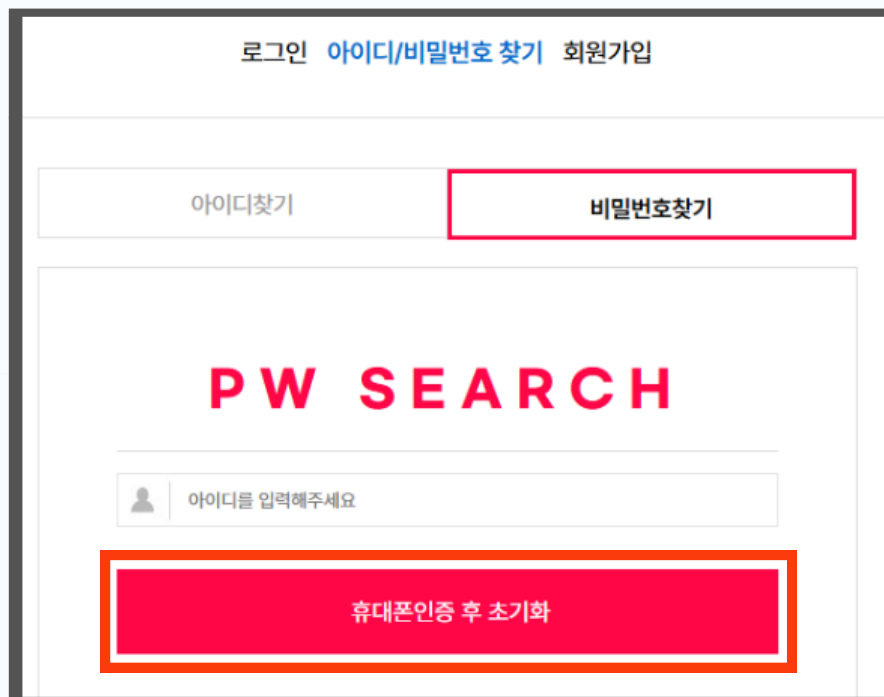 로그인 아이디/비밀번호 찾기 회원가입
아이디찾기 비밀번호찾기
PW SEARCH
아이디를 입력해주세요
휴대폰인증 후 초기화